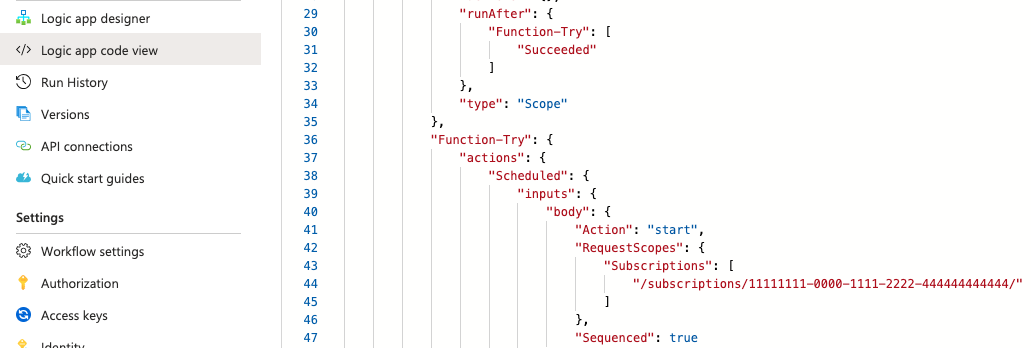 Logic app designer
Logic app code view
Run History
Versions
API connections
Quick start guides
Settings
Workflow settings
Authorization
Access keys
Identity
29 "runAfter": {
30 "Function-Try": [
31 "Succeeded"
32 ]
33 },
34 "type": "Scope"
35 },
36 "Function-Try": {
37 "actions": {
38 "Scheduled": {
39 "inputs": {
40 "body": {
41 "Action": "start",
42 "RequestScopes": {
43 "Subscriptions": [
44 "/subscriptions/11111111-0000-1111-2222-444444444444/"
45 ]
46 },
47 "Sequenced": true